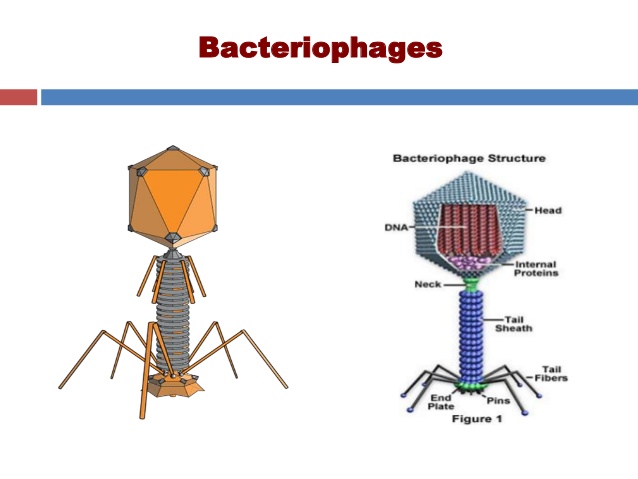 Bacteriophages
Bacteriophage Structure
Head
DNA
Internal
Proteins
Neck
Tail
Sheath
Tail
Fibers
End
Plate
Pins
Figure 1